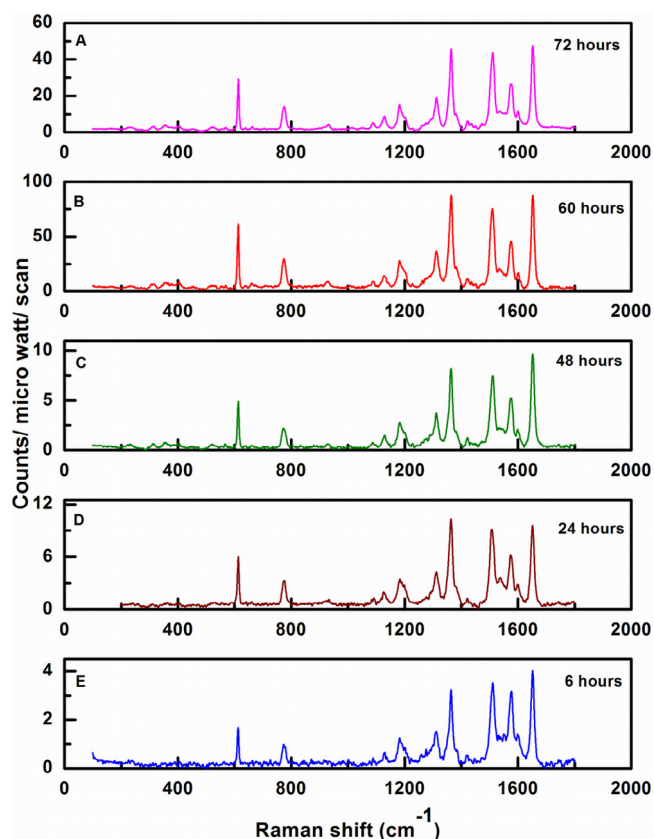 A
72 hours
60
40
20
0
0 400 800 1200 1600 2000
B
60 hours
100
50
0
0 400 800 1200 1600 2000
C
48 hours
10
5
0
0 400 800 1200 1600 2000
D
24 hours
12
6
0
0 400 800 1200 1600 2000
E
6 hours
4
2
0
0 400 800 1200 1600 2000
Counts/ micro watt/ scan
Raman shift (cm⁻¹)